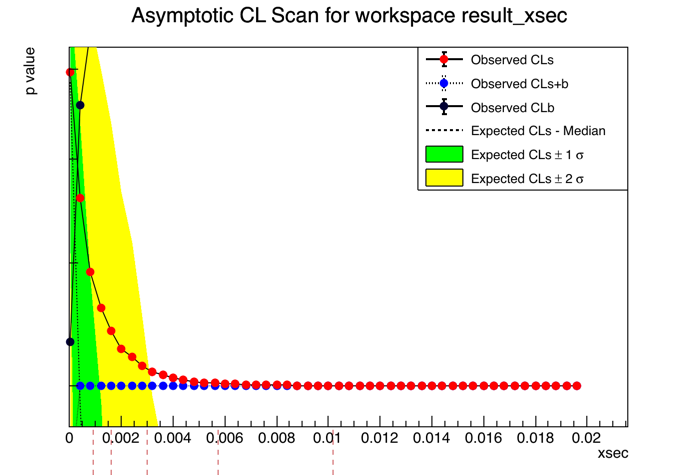 Asymptotic CL Scan for workspace result_xsec
p value
Observed CLs
Observed CLs+b
Observed CLb
Expected CLs - Median
Expected CLs ± 1 σ
Expected CLs ± 2 σ
0 0.002 0.004 0.006 0.008 0.01 0.012 0.014 0.016 0.018 0.02
xsec